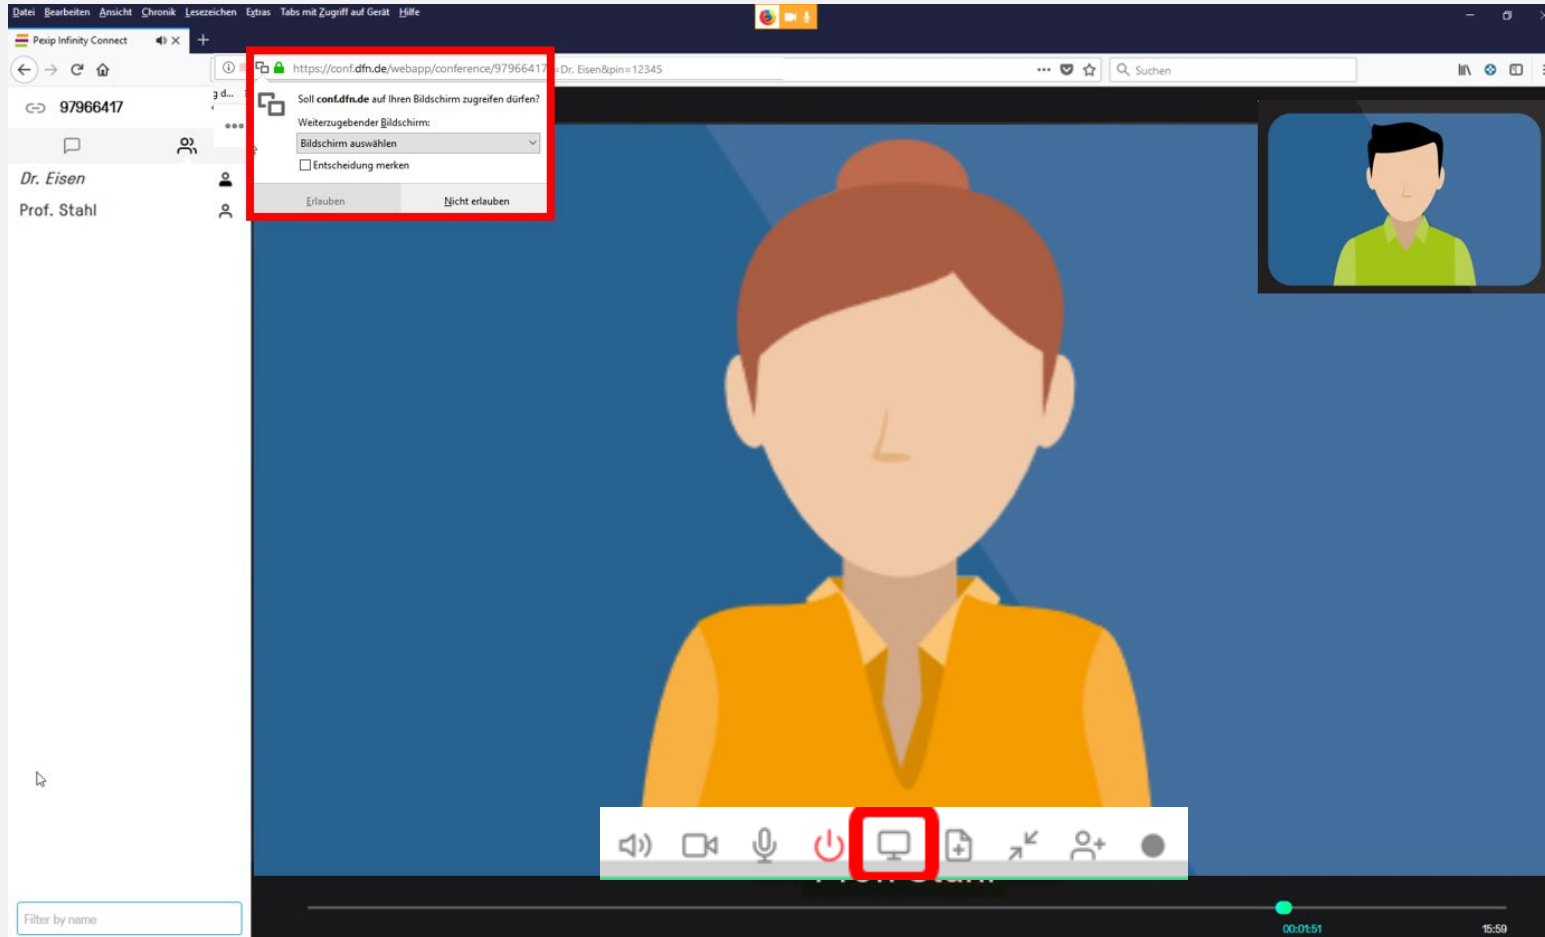 Datei Bearbeiten Ansicht Chronik Lesezeichen Extras Tabs mit Zugriff auf Gerät Hilfe
Pexip Infinity Connect
https://conf.dfn.de/webapp/conference/97966417 =Dr. Eisen&pin=12345
Suchen
97966417
g d...
Soll conf.dfn.de auf Ihren Bildschirm zugreifen dürfen?
Weiterzugebender Bildschirm:
Bildschirm auswählen
Entscheidung merken
Erlauben Nicht erlauben
Dr. Eisen
Prof. Stahl
Prof. Stahl
Filter by name
00:01:51
15:59